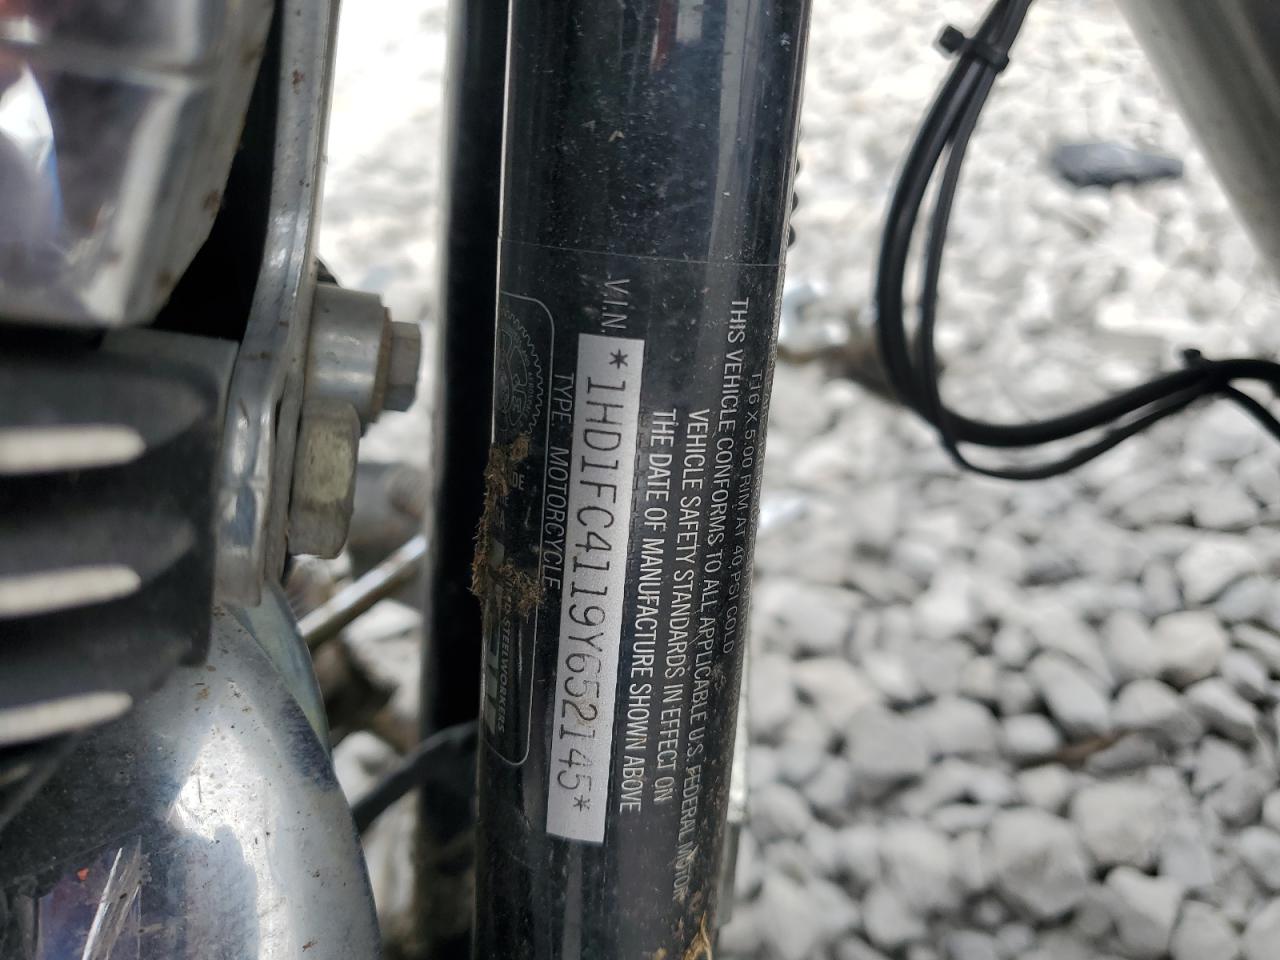 T16 X 5.00 RIM AT 40 PSI COLD
THIS VEHICLE CONFORMS TO ALL APPLICABLE U.S. FEDERAL MOTOR
VEHICLE SAFETY STANDARDS IN EFFECT ON
THE DATE OF MANUFACTURE SHOWN ABOVE
V.I.N. *1HD1FC4119Y652145*
TYPE: MOTORCYCLE
STEELWORKERS